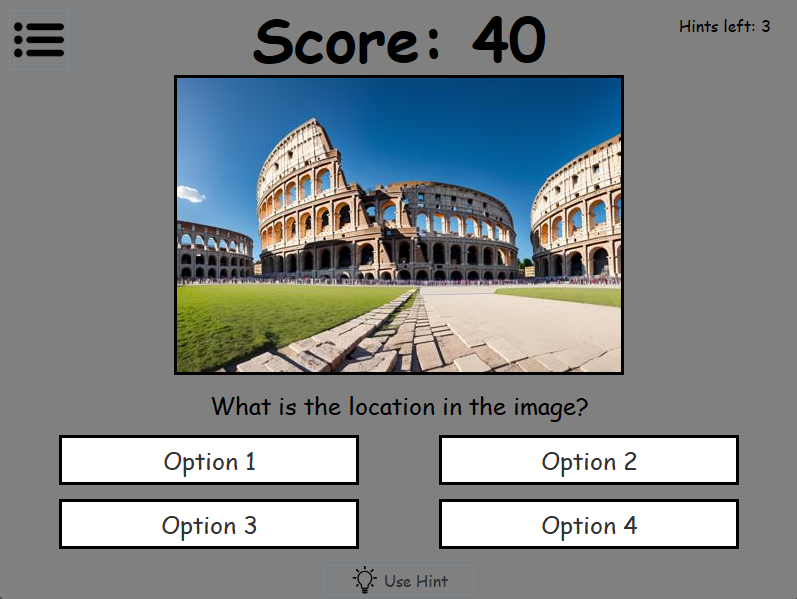 Score: 40
Hints left: 3
What is the location in the image?
Option 1
Option 2
Option 3
Option 4
Use Hint